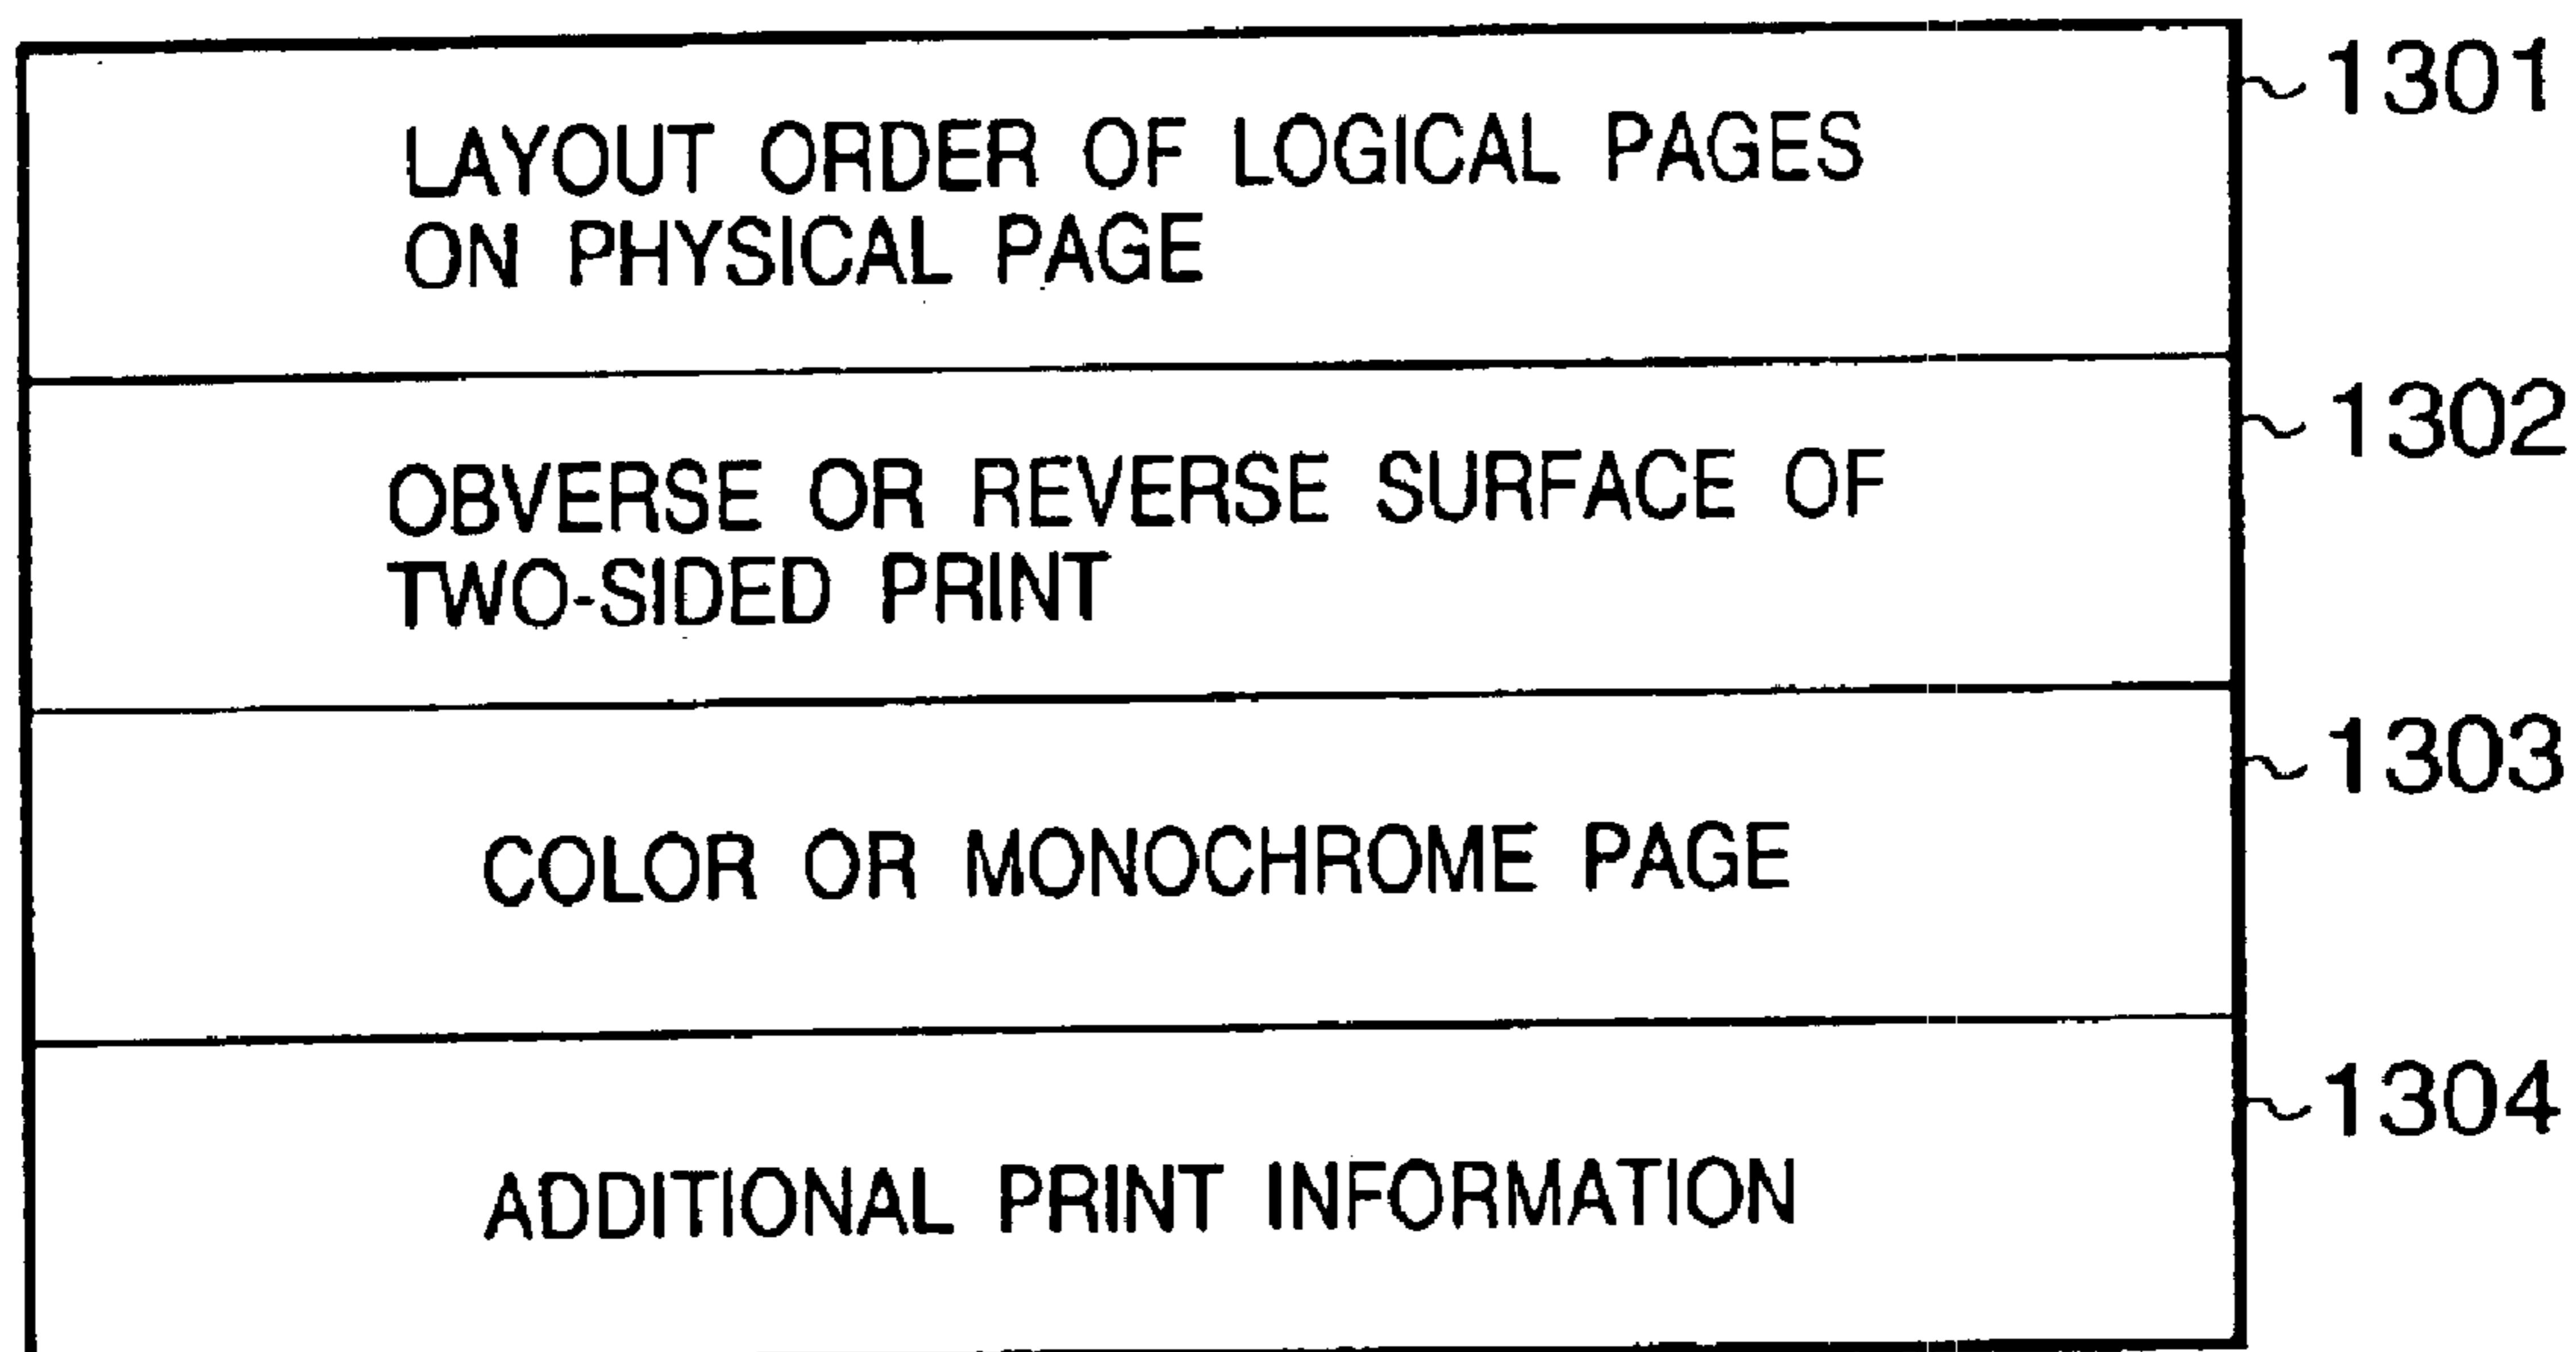 1301
LAYOUT ORDER OF LOGICAL PAGES
ON PHYSICAL PAGE
1302
OBVERSE OR REVERSE SURFACE OF
TWO-SIDED PRINT
1303
COLOR OR MONOCHROME PAGE
1304
ADDITIONAL PRINT INFORMATION